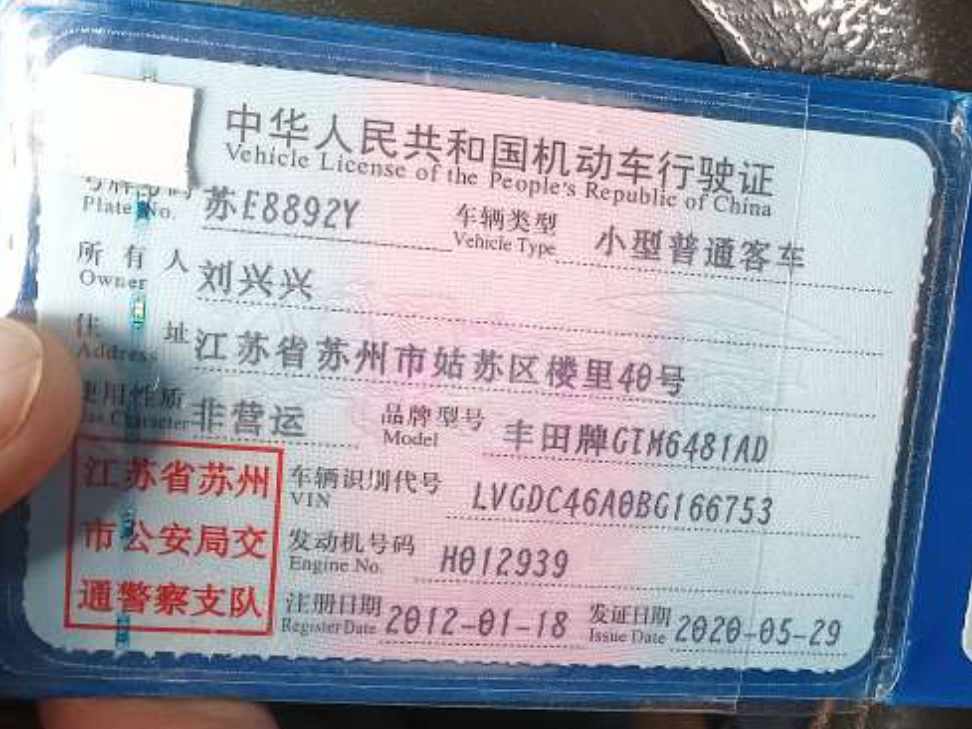 中华人民共和国机动车行驶证
Vehicle License of the People's Republic of China
号牌号码 苏E8892Y 车辆类型 小型普通客车
Plate No. Vehicle Type
所有人 刘兴兴
Owner
住址 江苏省苏州市姑苏区楼里40号
Address
使用性质 非营运 品牌型号 丰田牌GTM6481AD
Use Character Model
江苏省苏州 车辆识别代号 LVGDC46A0BG166753
VIN
市公安局交 发动机号码 H012939
Engine No.
通警察支队 注册日期 2012-01-18 发证日期 2020-05-29
Register Date Issue Date